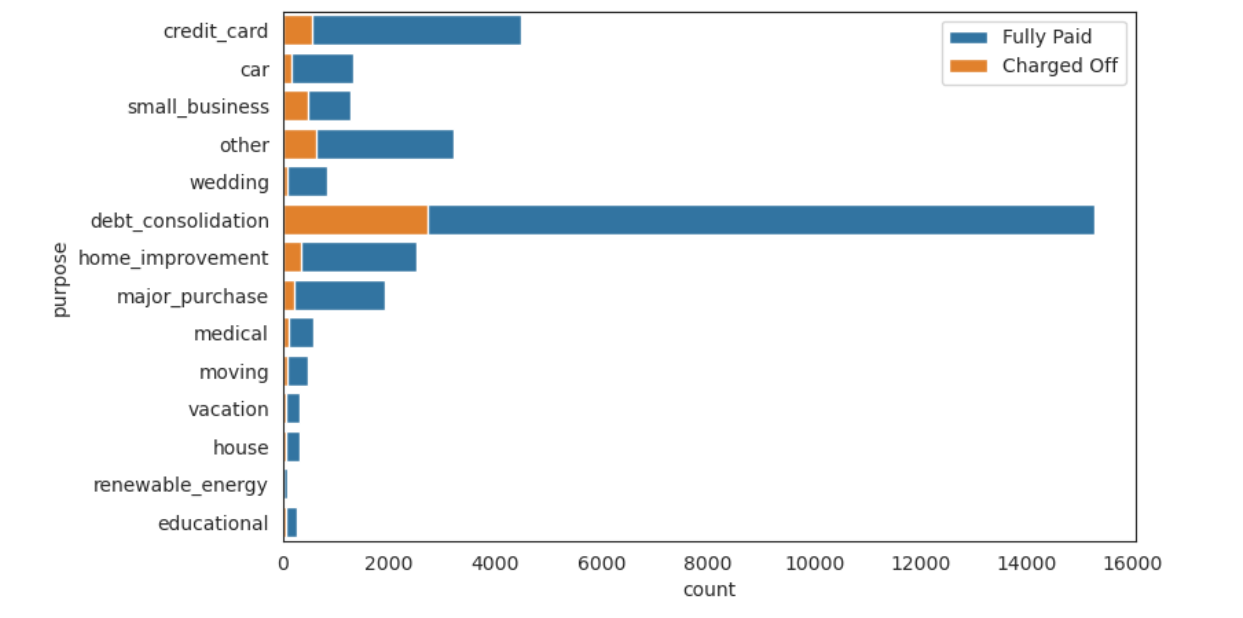 credit_card
car
small_business
other
wedding
debt_consolidation
home_improvement
major_purchase
medical
moving
vacation
house
renewable_energy
educational
purpose
0 2000 4000 6000 8000 10000 12000 14000 16000
count
Fully Paid
Charged Off